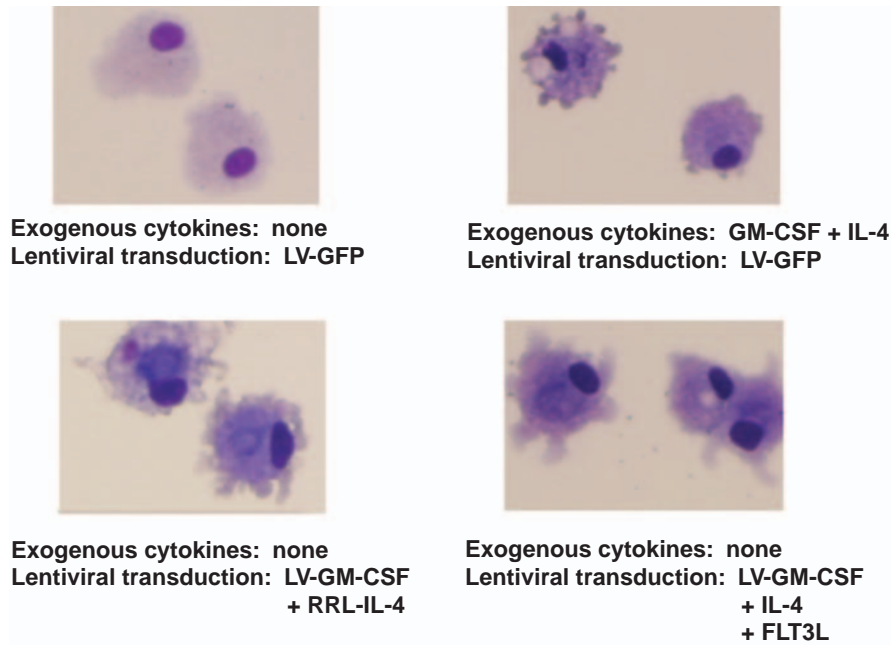 Exogenous cytokines: none
Lentiviral transduction: LV-GFP
Exogenous cytokines: GM-CSF + IL-4
Lentiviral transduction: LV-GFP
Exogenous cytokines: none
Lentiviral transduction: LV-GM-CSF
+ RRL-IL-4
Exogenous cytokines: none
Lentiviral transduction: LV-GM-CSF
+ IL-4
+ FLT3L